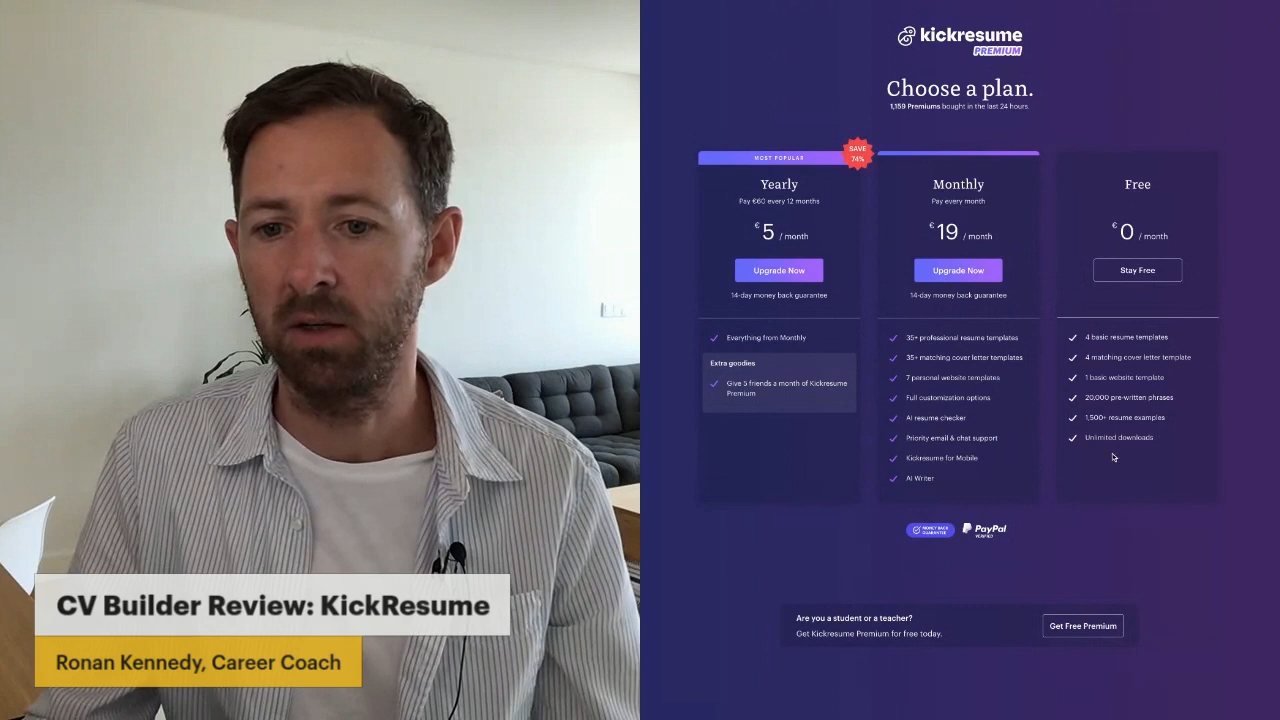 CV Builder Review: KickResume
Ronan Kennedy, Career Coach
kickresume
PREMIUM
Choose a plan.
1,159 Premiums bought in the last 24 hours.
MOST POPULAR
SAVE
74%
Yearly
Pay €60 every 12 months
€ 5 / month
Upgrade Now
14-day money back guarantee
Everything from Monthly
Extra goodies
Give 5 friends a month of Kickresume
Premium
Monthly
Pay every month
€ 19 / month
Upgrade Now
14-day money back guarantee
35+ professional resume templates
35+ matching cover letter templates
7 personal website templates
Full customization options
AI resume checker
Priority email & chat support
Kickresume for Mobile
AI Writer
Free
€ 0 / month
Stay Free
4 basic resume templates
4 matching cover letter template
1 basic website template
20,000 pre-written phrases
1,500+ resume examples
Unlimited downloads
MONEY BACK
GUARANTEE
PayPal
VERIFIED
Are you a student or a teacher?
Get Kickresume Premium for free today.
Get Free Premium